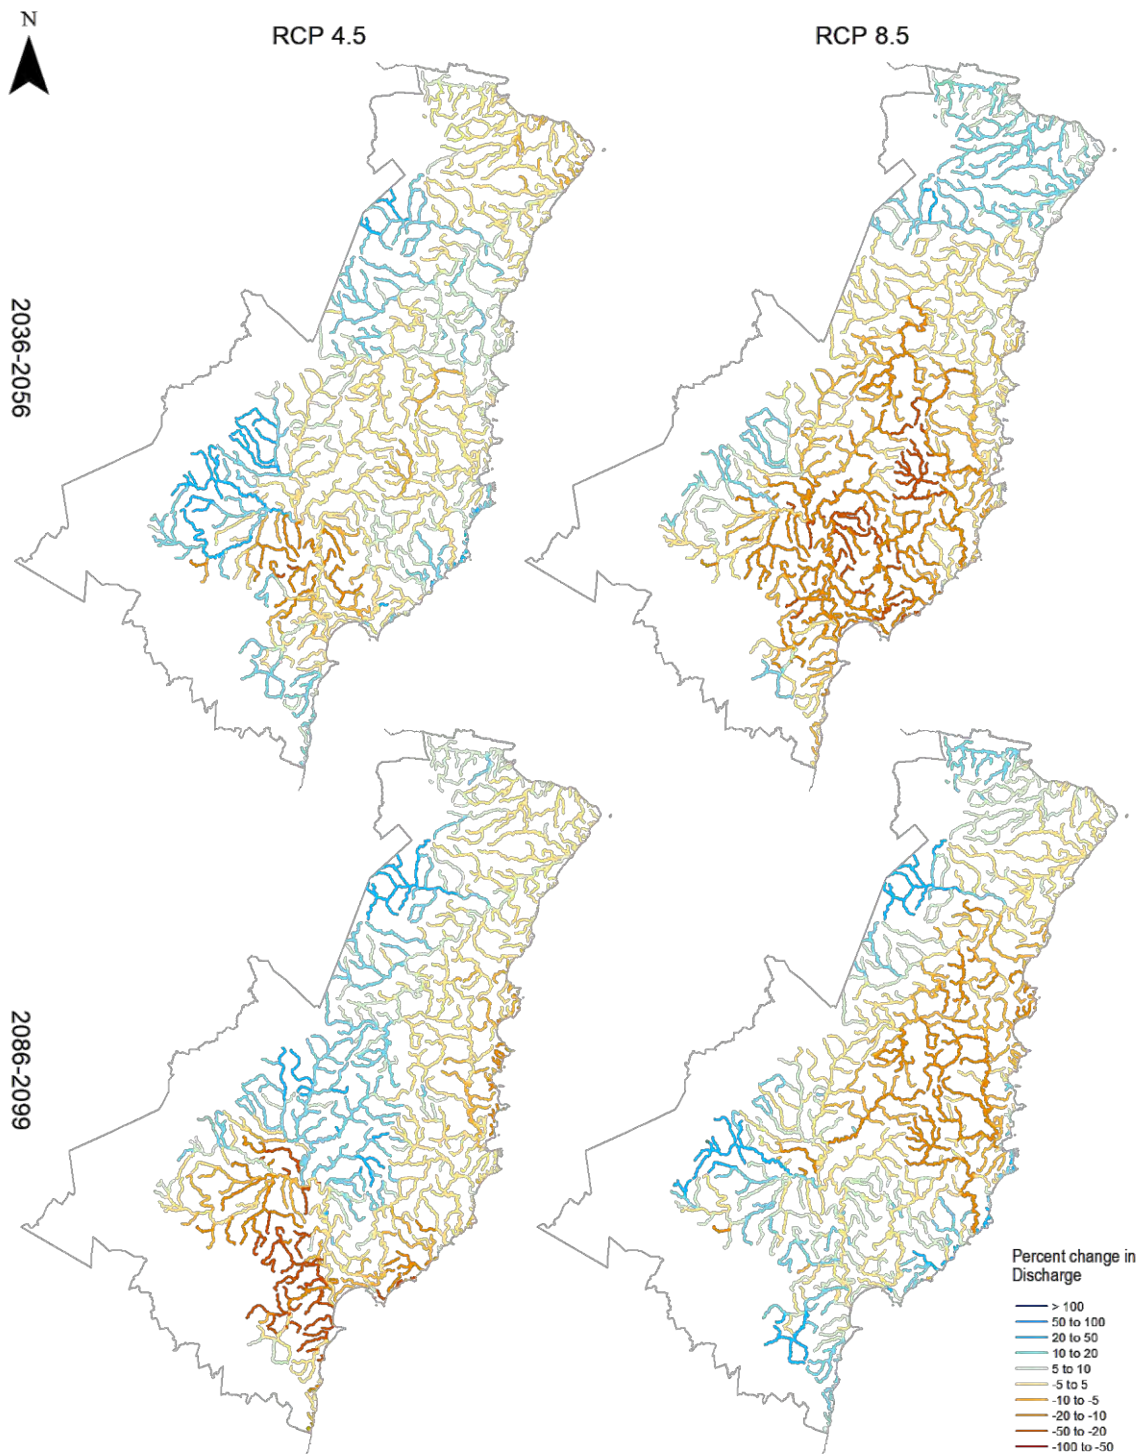 N
RCP 4.5
RCP 8.5
2036-2056
2086-2099
Percent change in
Discharge
> 100
50 to 100
20 to 50
10 to 20
5 to 10
-5 to 5
-10 to -5
-20 to -10
-50 to -20
-100 to -50